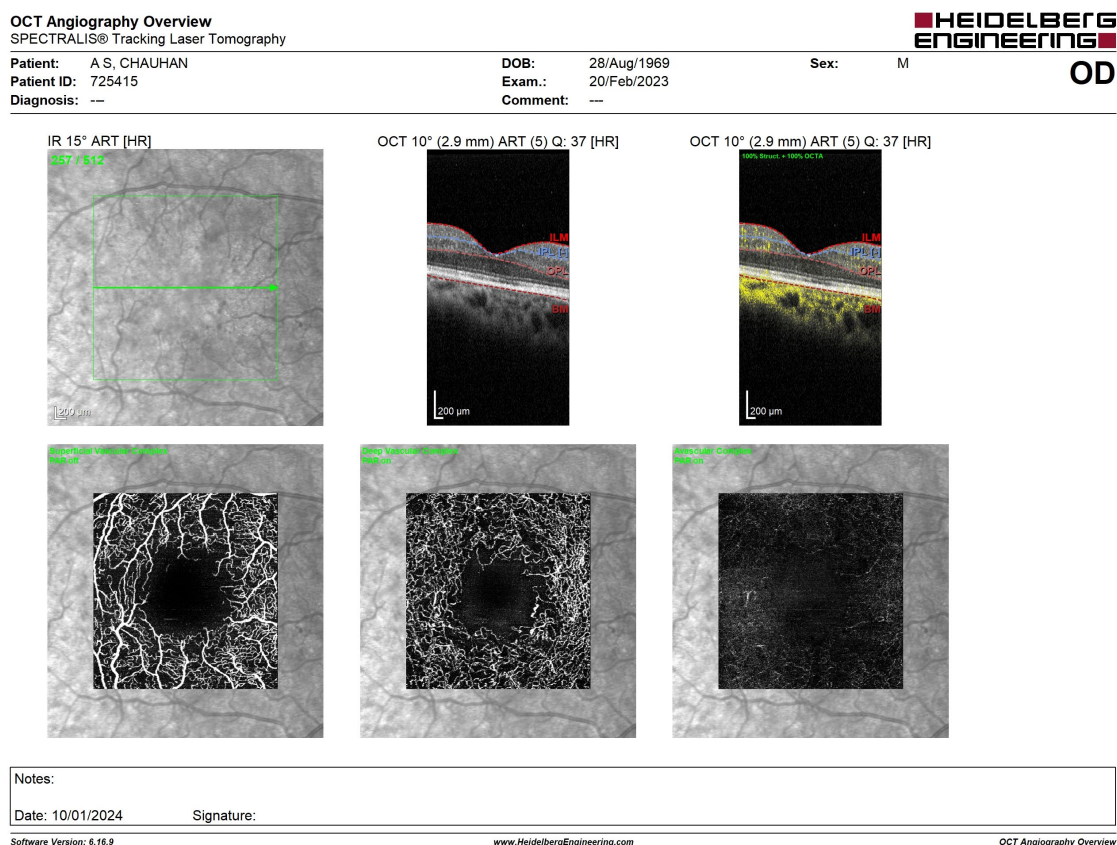 OCT Angiography Overview
SPECTRALIS® Tracking Laser Tomography
HEIDELBERG
ENGINEERING
Patient: A S, CHAUHAN DOB: 28/Aug/1969 Sex: M
Patient ID: 725415 Exam.: 20/Feb/2023
Diagnosis: --- Comment: ---
OD
IR 15° ART [HR]
257 / 512
200 µm
OCT 10° (2.9 mm) ART (5) Q: 37 [HR]
ILM
IPL [-]
OPL
BM
200 µm
OCT 10° (2.9 mm) ART (5) Q: 37 [HR]
100% Struct. + 100% OCTA
ILM
IPL [-]
OPL
BM
200 µm
Superficial Vascular Complex
PAR off
Deep Vascular Complex
PAR on
Avascular Complex
PAR on
Notes:
Date: 10/01/2024 Signature:
Software Version: 6.16.9 www.HeidelbergEngineering.com OCT Angiography Overview